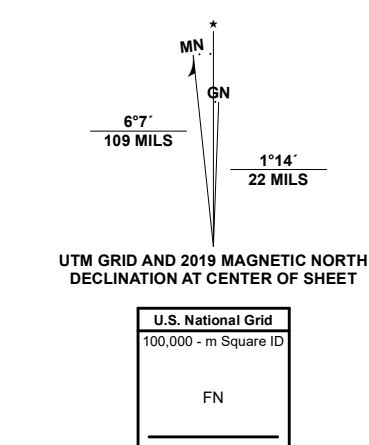 MN
GN
6°7´
109 MILS
1°14´
22 MILS
UTM GRID AND 2019 MAGNETIC NORTH
DECLINATION AT CENTER OF SHEET
U.S. National Grid
100,000 - m Square ID
FN